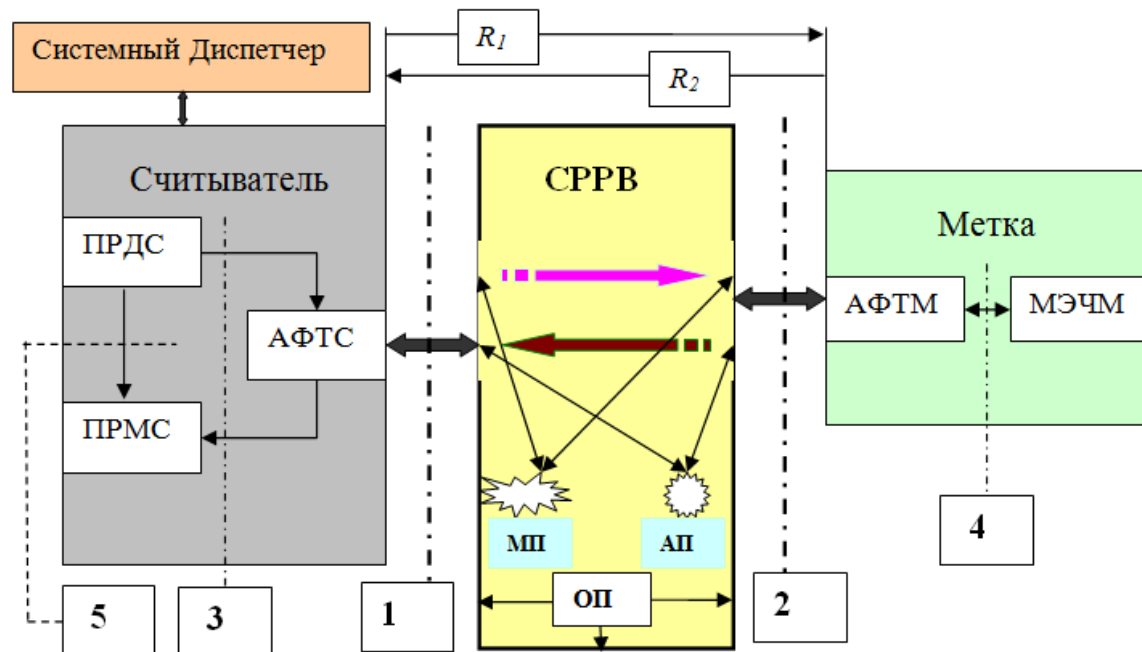 Системный Диспетчер
R1
R2
Считыватель
СРРВ
Метка
ПРДС
АФТС
АФТМ
МЭЧМ
ПРМС
МП
АП
ОП
5
3
1
2
4